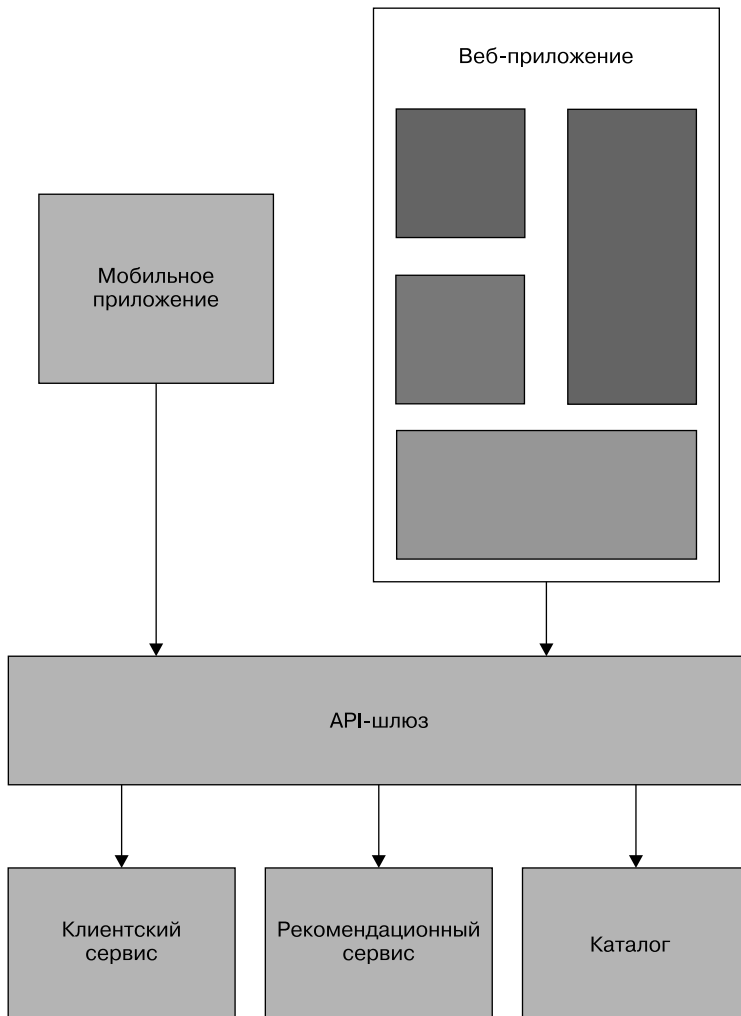 Веб-приложение
Мобильное
приложение
API-шлюз
Клиентский
сервис
Рекомендационный
сервис
Каталог